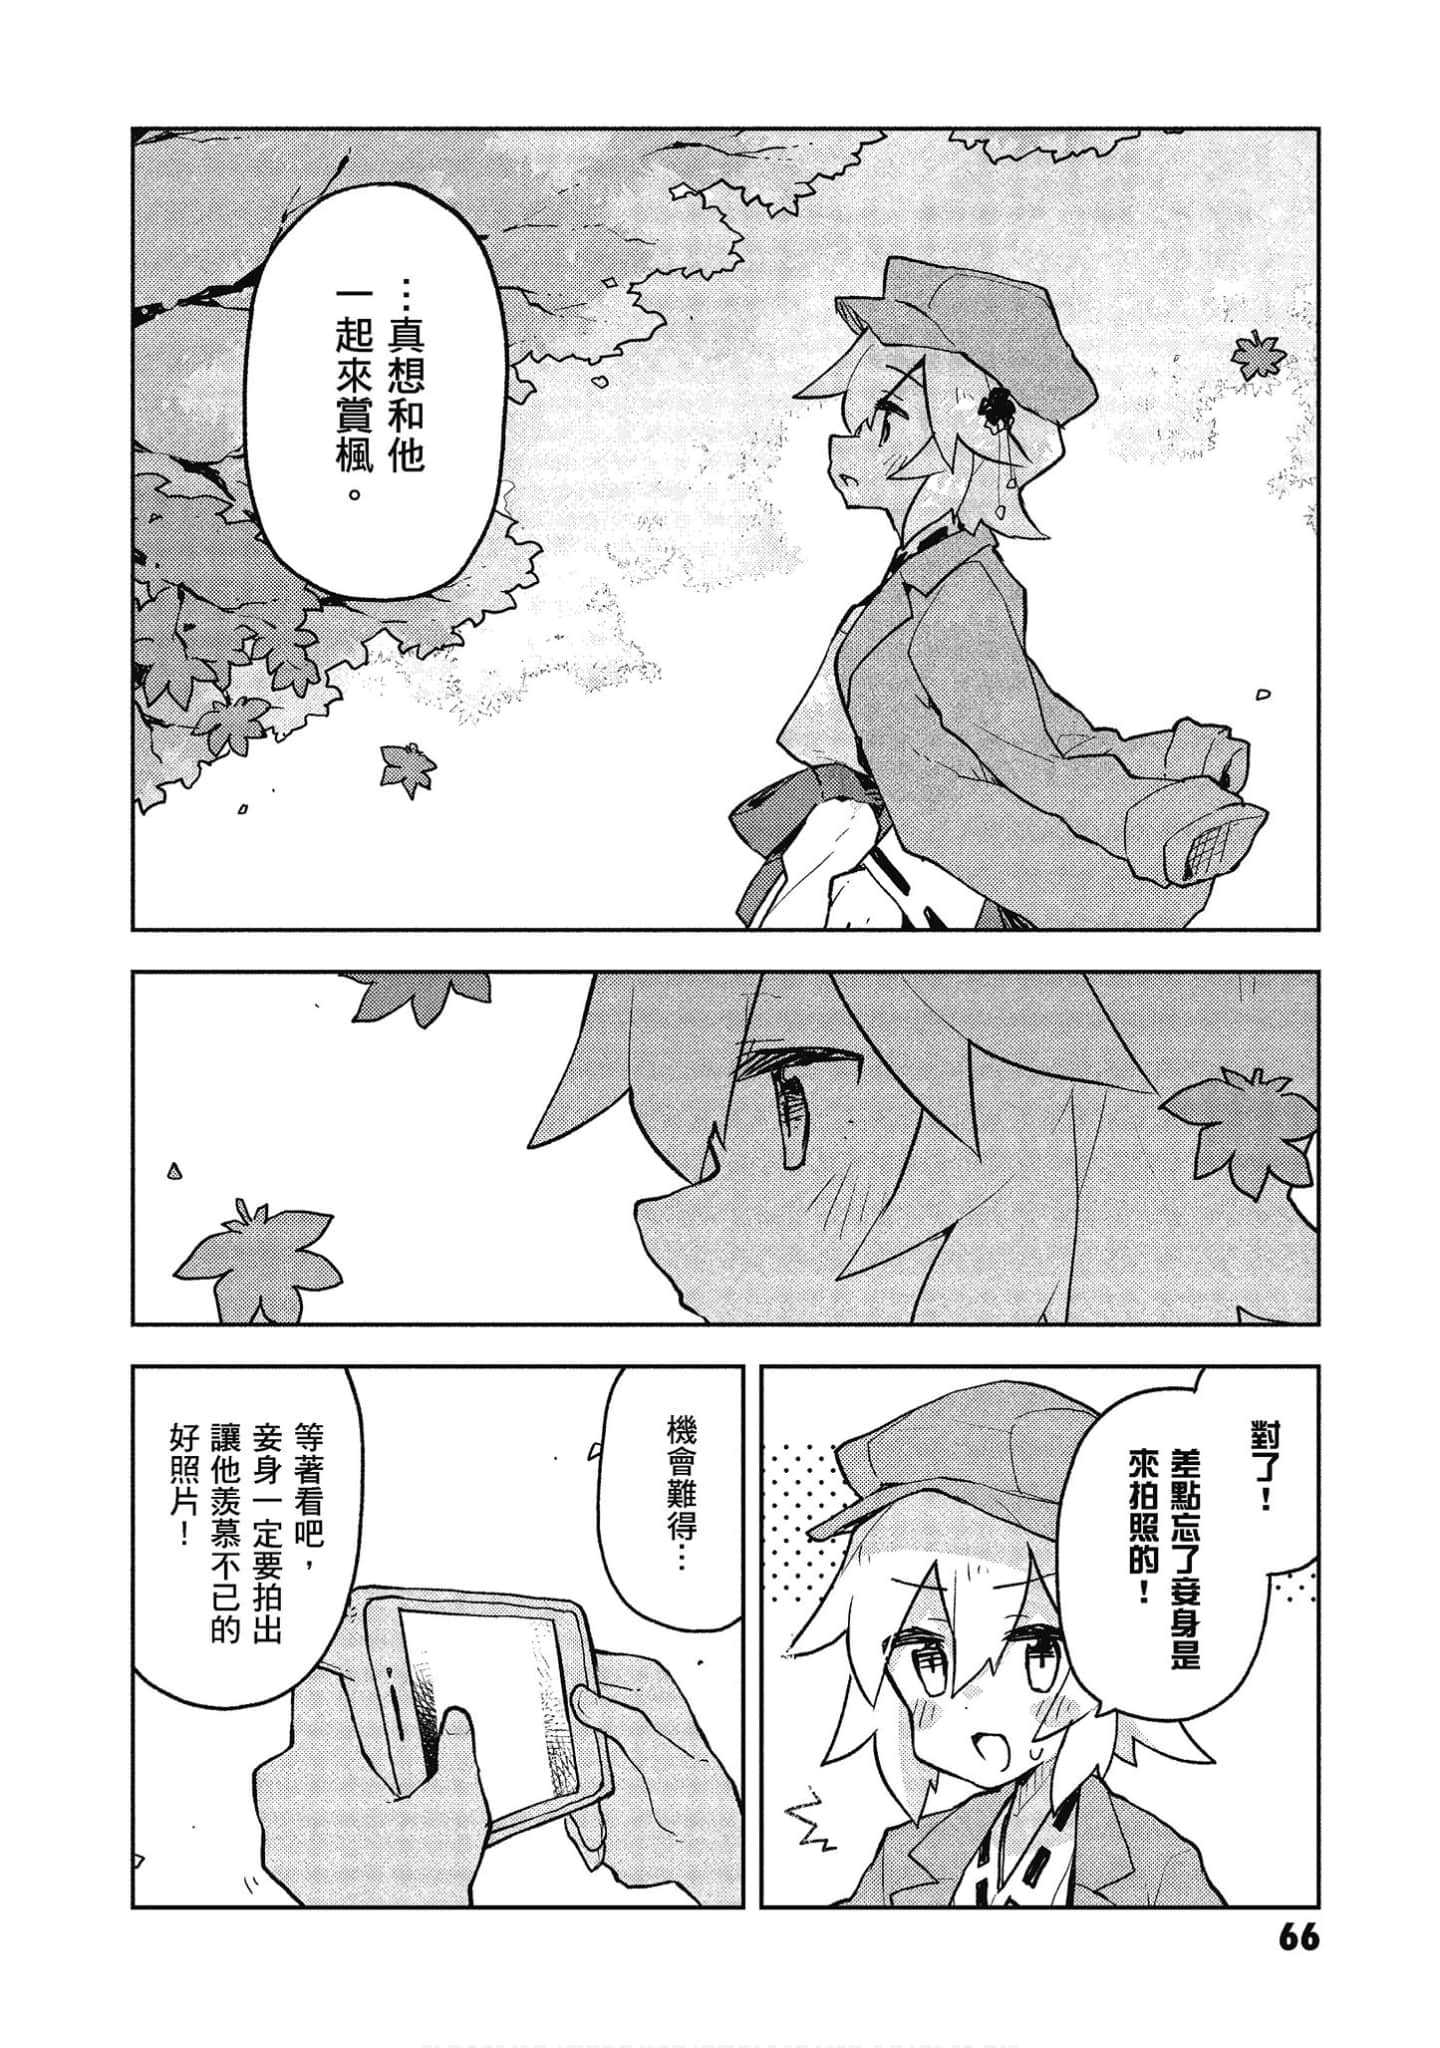 …真想和他
一起來賞楓。
對了！
差點忘了妾身是
來拍照的！
機會難得…
等著看吧，
妾身一定要拍出
讓他羨慕不已的
好照片！
66